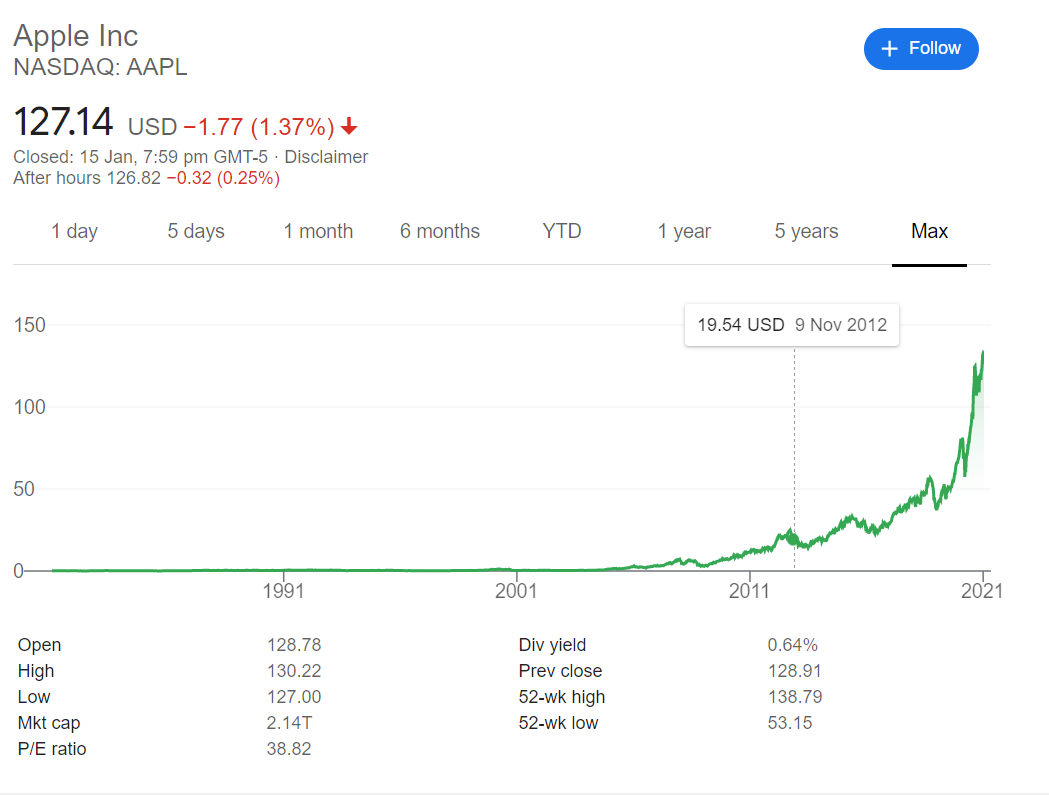 Apple Inc
NASDAQ: AAPL
+ Follow
127.14 USD −1.77 (1.37%)
Closed: 15 Jan, 7:59 pm GMT-5 · Disclaimer
After hours 126.82 −0.32 (0.25%)
1 day 5 days 1 month 6 months YTD 1 year 5 years Max
19.54 USD 9 Nov 2012
150
100
50
0
1991 2001 2011 2021
Open 128.78 Div yield 0.64%
High 130.22 Prev close 128.91
Low 127.00 52-wk high 138.79
Mkt cap 2.14T 52-wk low 53.15
P/E ratio 38.82